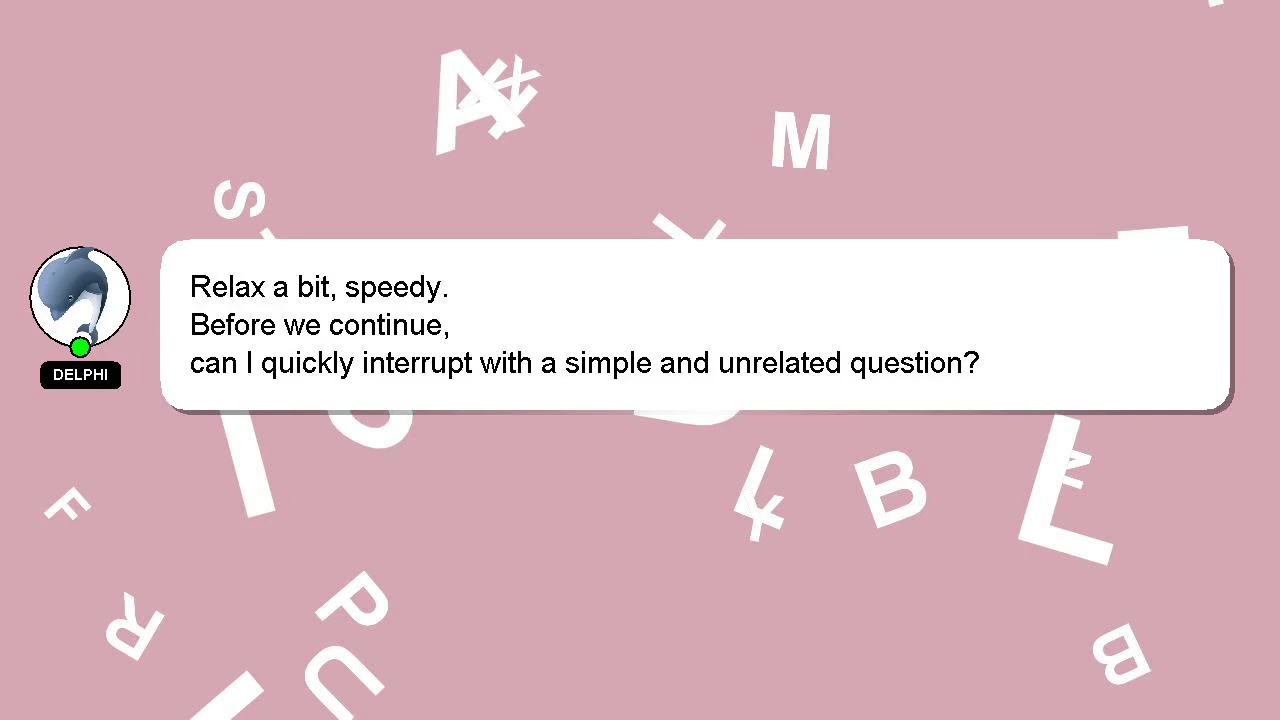 Relax a bit, speedy.
Before we continue,
can I quickly interrupt with a simple and unrelated question?
DELPHI
A
X
M
S
F
B
L
R
P
U
B